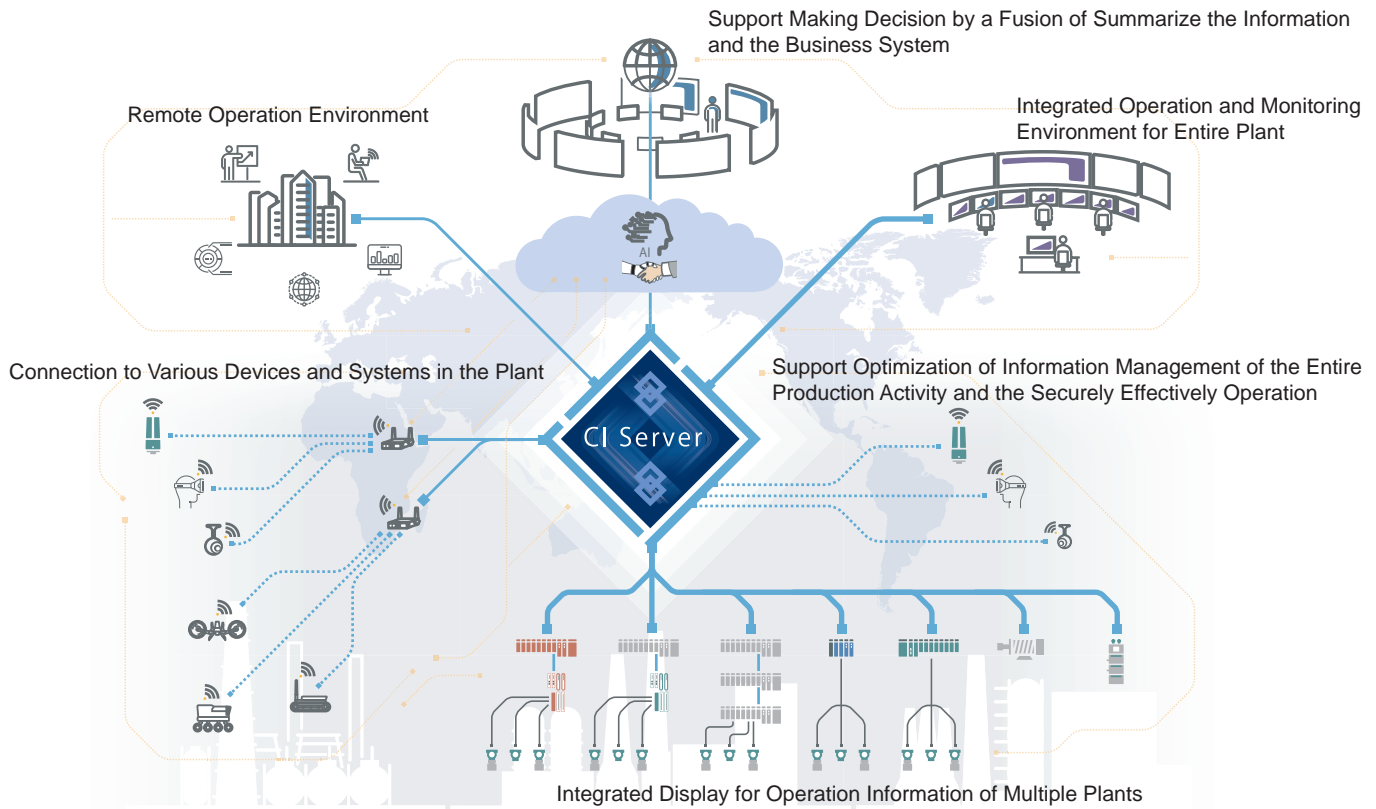 Support Making Decision by a Fusion of Summarize the Information
and the Business System
Remote Operation Environment
Integrated Operation and Monitoring
Environment for Entire Plant
AI
Connection to Various Devices and Systems in the Plant
Support Optimization of Information Management of the Entire
Production Activity and the Securely Effectively Operation
CI Server
Integrated Display for Operation Information of Multiple Plants